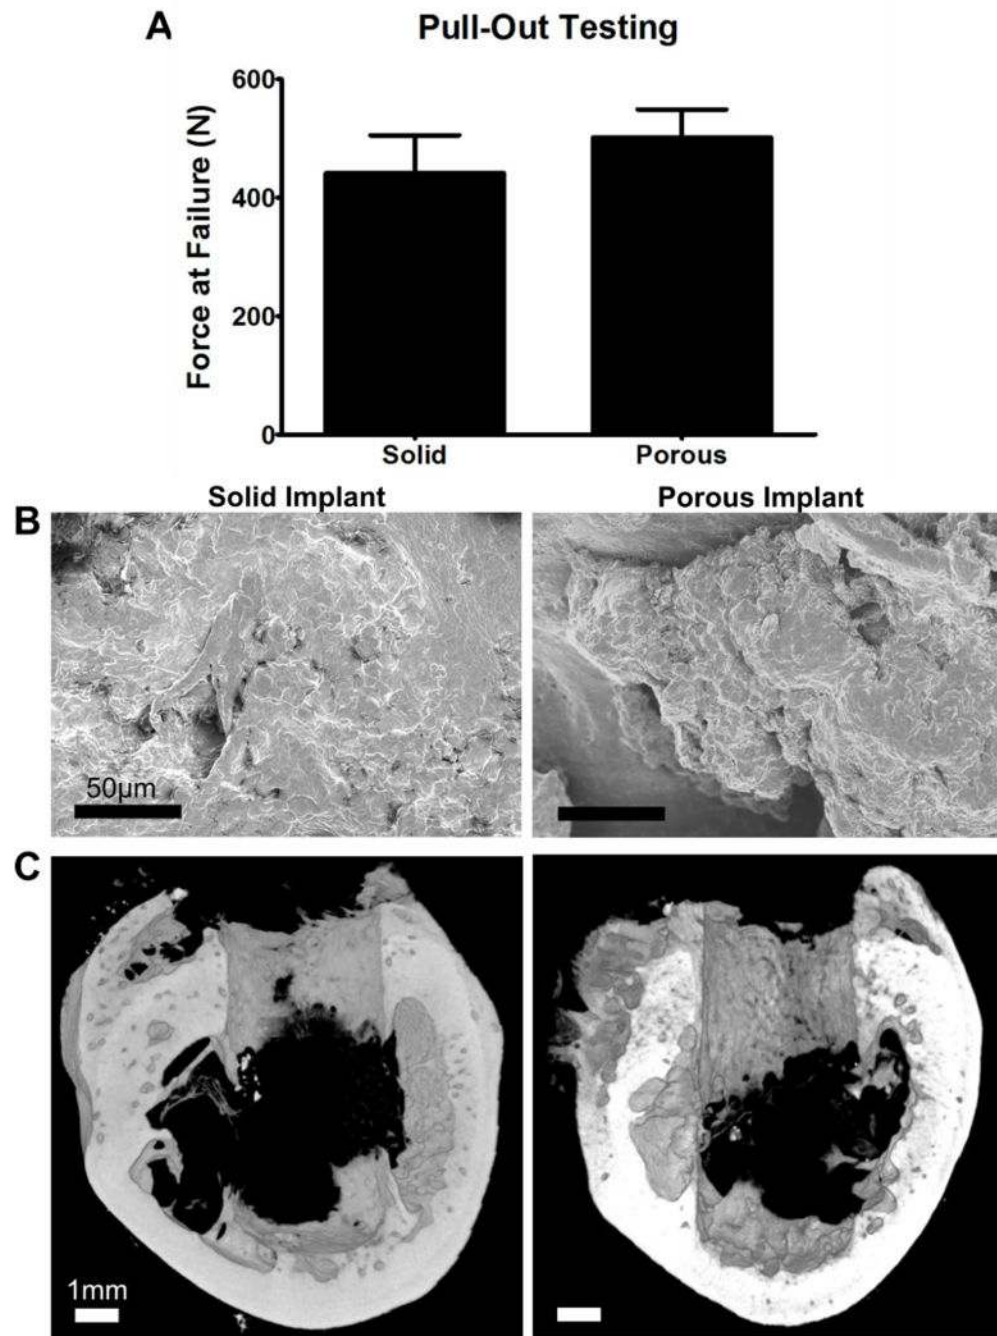 A
Pull-Out Testing
Force at Failure (N)
600
400
200
0
Solid
Porous
Solid Implant
Porous Implant
B
50µm
C
1mm